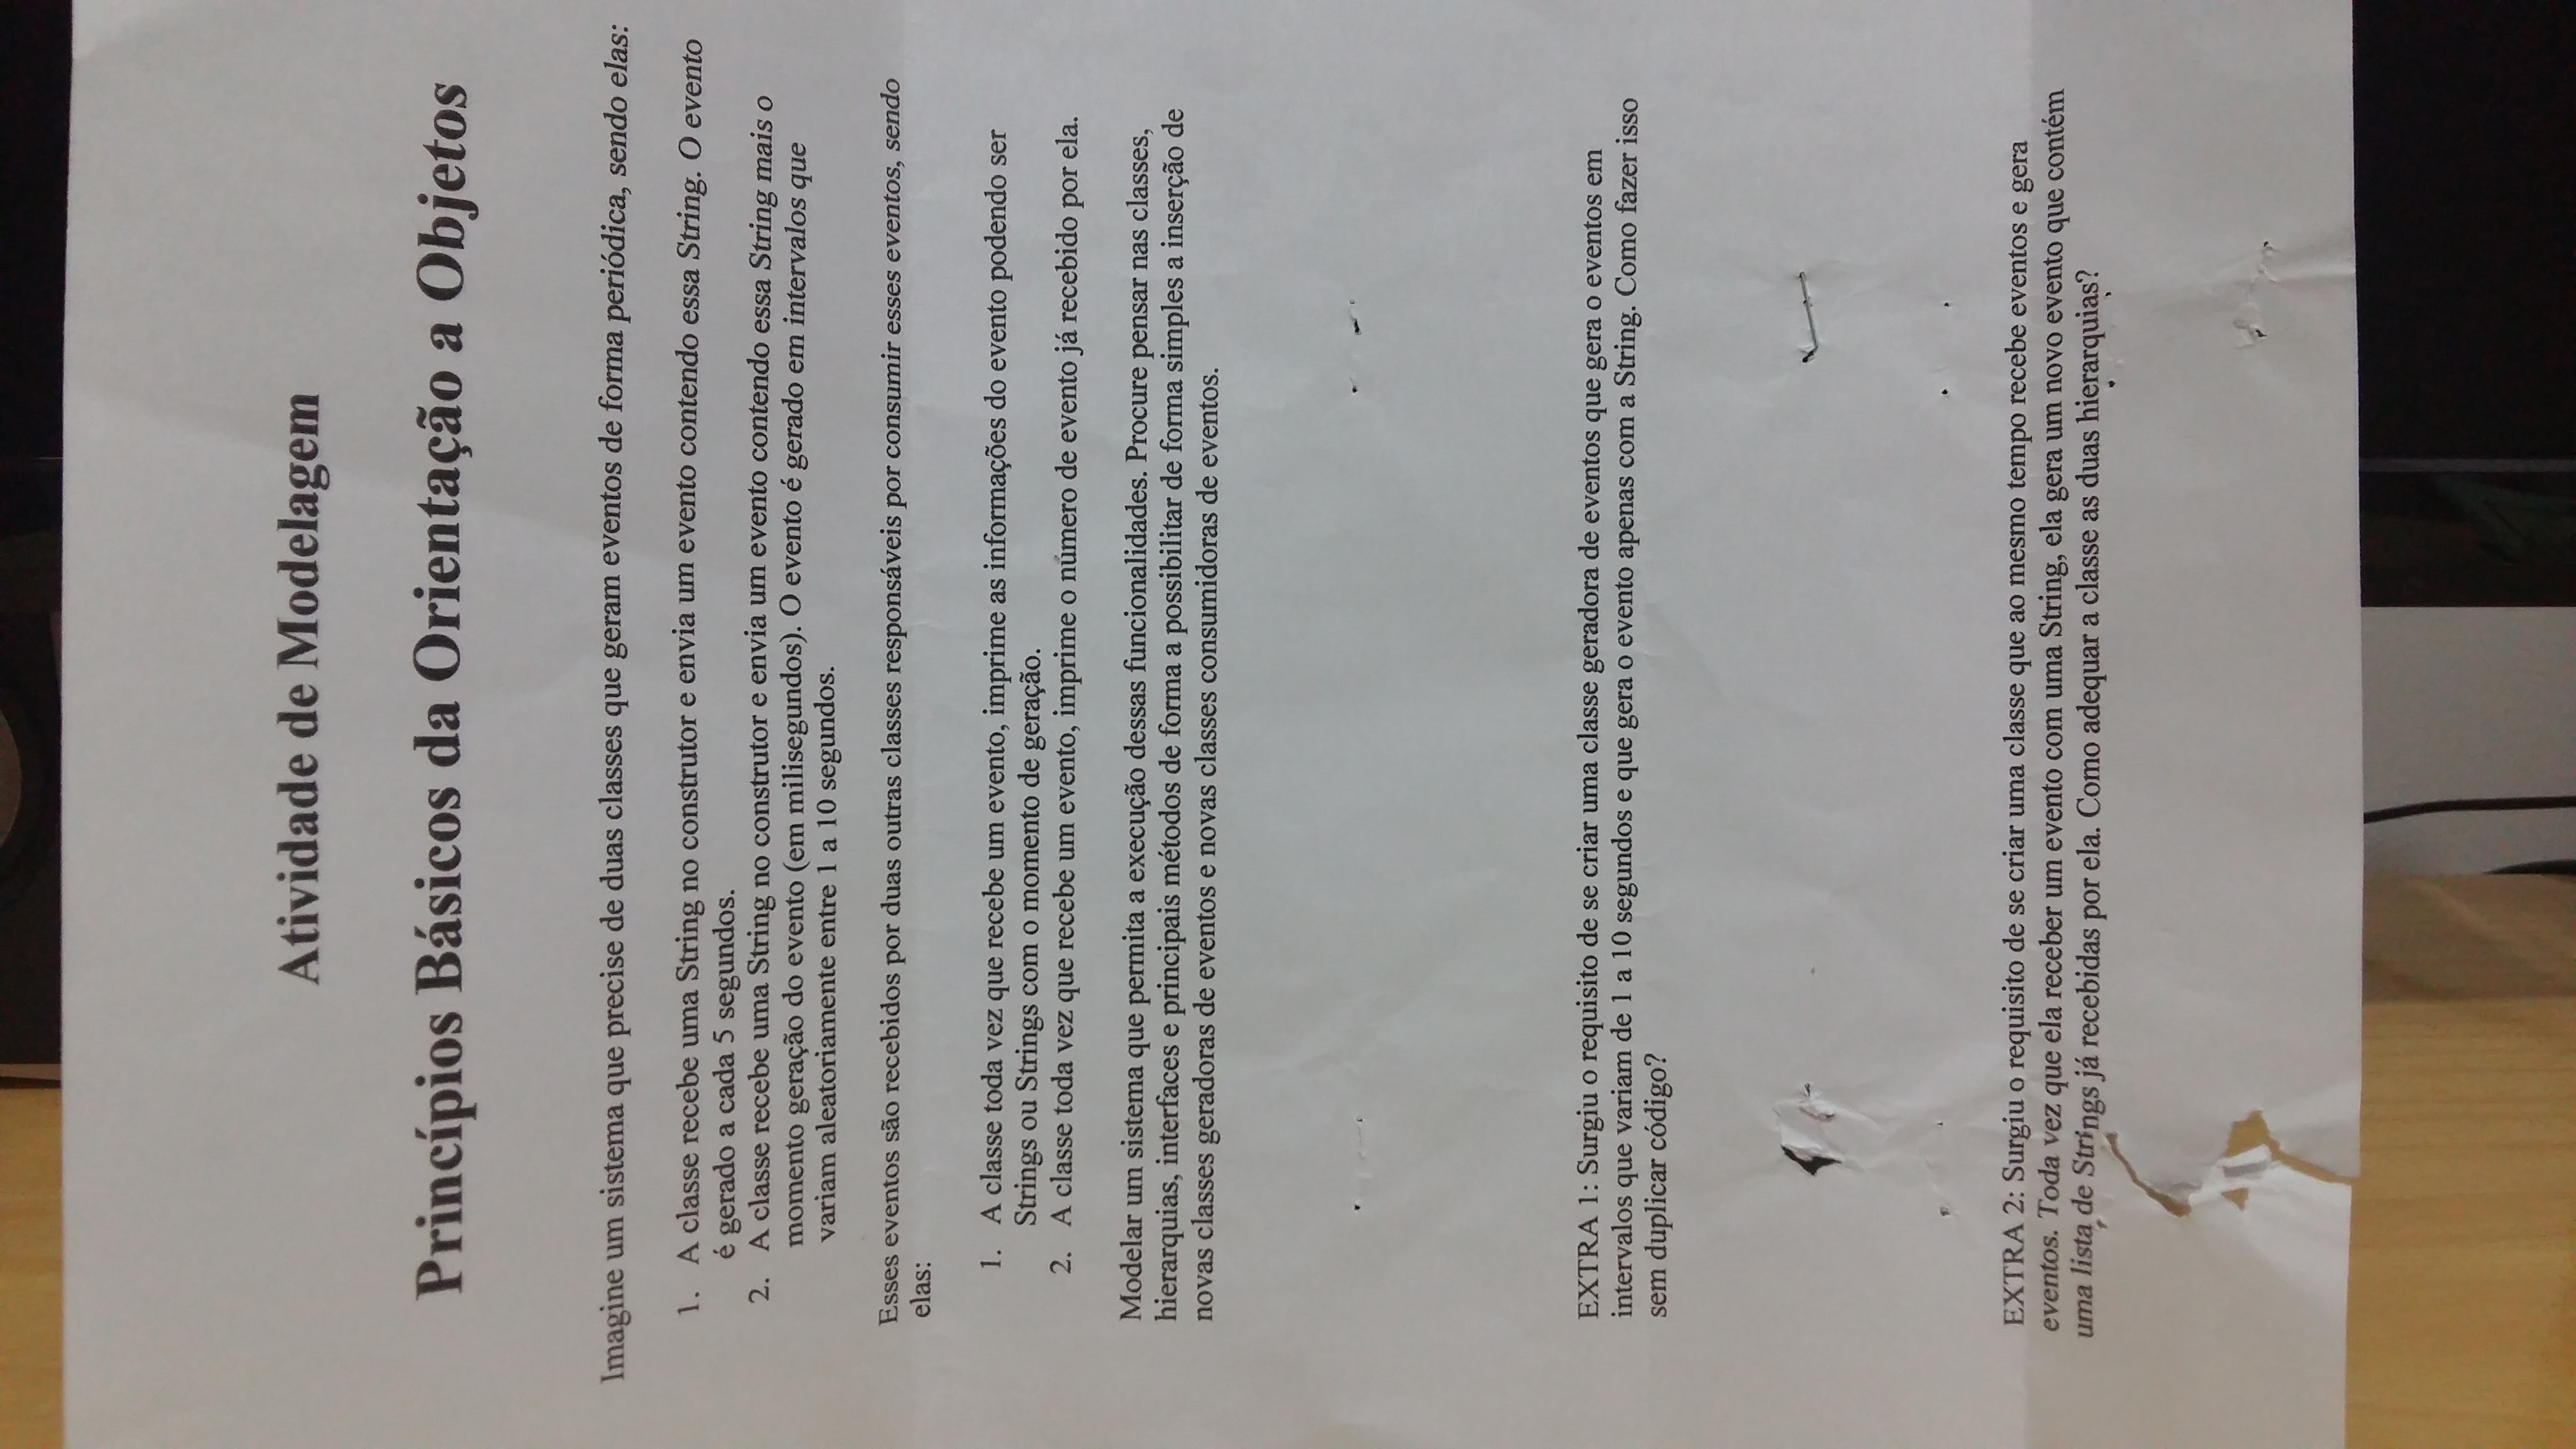 Atividade de Modelagem
Princípios Básicos da Orientação a Objetos
Imagine um sistema que precise de duas classes que geram eventos de forma periódica, sendo elas:
1. A classe recebe uma String no construtor e envia um evento contendo essa String. O evento
é gerado a cada 5 segundos.
2. A classe recebe uma String no construtor e envia um evento contendo essa String mais o
momento geração do evento (em milisegundos). O evento é gerado em intervalos que
variam aleatoriamente entre 1 a 10 segundos.
Esses eventos são recebidos por duas outras classes responsáveis por consumir esses eventos, sendo
elas:
1. A classe toda vez que recebe um evento, imprime as informações do evento podendo ser
Strings ou Strings com o momento de geração.
2. A classe toda vez que recebe um evento, imprime o número de evento já recebido por ela.
Modelar um sistema que permita a execução dessas funcionalidades. Procure pensar nas classes,
hierarquias, interfaces e principais métodos de forma a possibilitar de forma simples a inserção de
novas classes geradoras de eventos e novas classes consumidoras de eventos.
EXTRA 1: Surgiu o requisito de se criar uma classe geradora de eventos que gera o eventos em
intervalos que variam de 1 a 10 segundos e que gera o evento apenas com a String. Como fazer isso
sem duplicar código?
EXTRA 2: Surgiu o requisito de se criar uma classe que ao mesmo tempo recebe eventos e gera
eventos. Toda vez que ela receber um evento com uma String, ela gera um novo evento que contém
uma lista de Strings já recebidas por ela. Como adequar a classe as duas hierarquias?